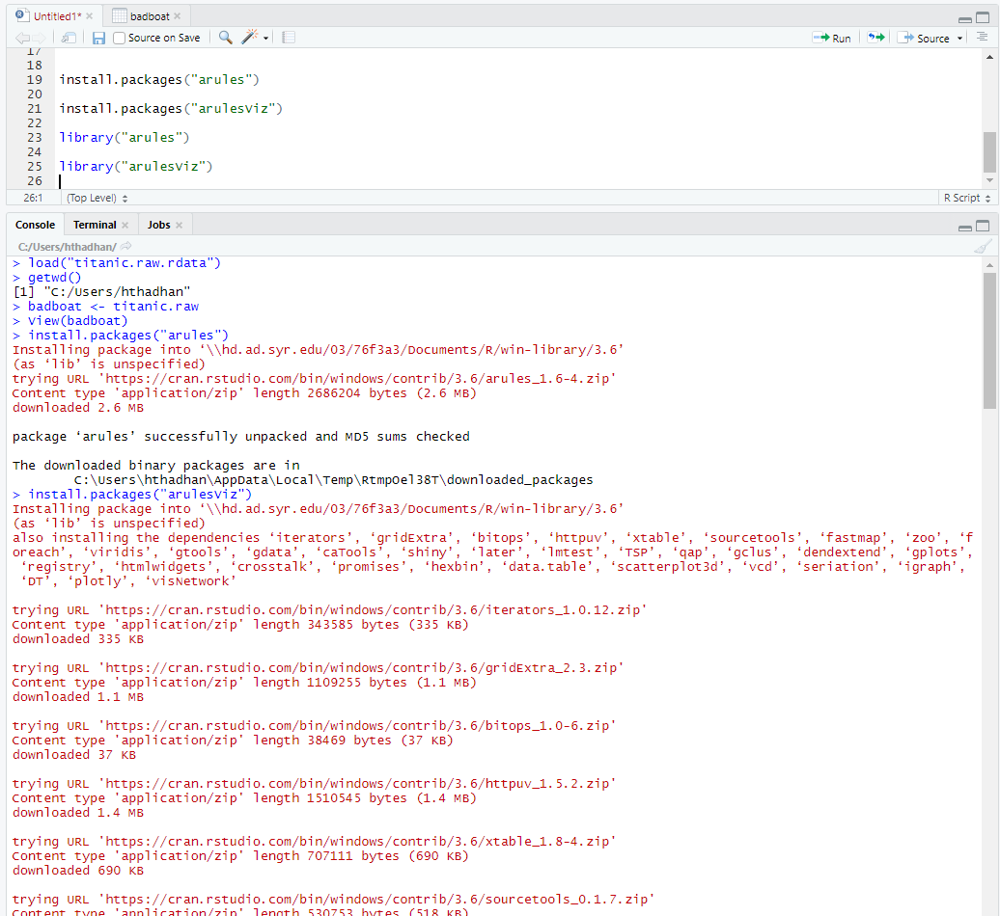 Untitled1* ×
badboat ×
Source on Save
Run
Source
17
18
19 install.packages("arules")
20
21 install.packages("arulesViz")
22
23 library("arules")
24
25 library("arulesViz")
26
26:1 (Top Level) R Script
Console Terminal × Jobs ×
C:/Users/hthadhan/
> load("titanic.raw.rdata")
> getwd()
[1] "C:/Users/hthadhan"
> badboat <- titanic.raw
> View(badboat)
> install.packages("arules")
Installing package into ‘\\hd.ad.syr.edu/03/76f3a3/Documents/R/win-library/3.6’
(as ‘lib’ is unspecified)
trying URL 'https://cran.rstudio.com/bin/windows/contrib/3.6/arules_1.6-4.zip'
Content type 'application/zip' length 2686204 bytes (2.6 MB)
downloaded 2.6 MB
package ‘arules’ successfully unpacked and MD5 sums checked
The downloaded binary packages are in
C:\Users\hthadhan\AppData\Local\Temp\RtmpOel38T\downloaded_packages
> install.packages("arulesViz")
Installing package into ‘\\hd.ad.syr.edu/03/76f3a3/Documents/R/win-library/3.6’
(as ‘lib’ is unspecified)
also installing the dependencies ‘iterators’, ‘gridExtra’, ‘bitops’, ‘httpuv’, ‘xtable’, ‘sourcetools’, ‘fastmap’, ‘zoo’, ‘f
oreach’, ‘viridis’, ‘gtools’, ‘gdata’, ‘caTools’, ‘shiny’, ‘later’, ‘lmtest’, ‘TSP’, ‘qap’, ‘gclus’, ‘dendextend’, ‘gplots’,
‘registry’, ‘htmlwidgets’, ‘crosstalk’, ‘promises’, ‘hexbin’, ‘data.table’, ‘scatterplot3d’, ‘vcd’, ‘seriation’, ‘igraph’,
‘DT’, ‘plotly’, ‘visNetwork’
trying URL 'https://cran.rstudio.com/bin/windows/contrib/3.6/iterators_1.0.12.zip'
Content type 'application/zip' length 343585 bytes (335 KB)
downloaded 335 KB
trying URL 'https://cran.rstudio.com/bin/windows/contrib/3.6/gridExtra_2.3.zip'
Content type 'application/zip' length 1109255 bytes (1.1 MB)
downloaded 1.1 MB
trying URL 'https://cran.rstudio.com/bin/windows/contrib/3.6/bitops_1.0-6.zip'
Content type 'application/zip' length 38469 bytes (37 KB)
downloaded 37 KB
trying URL 'https://cran.rstudio.com/bin/windows/contrib/3.6/httpuv_1.5.2.zip'
Content type 'application/zip' length 1510545 bytes (1.4 MB)
downloaded 1.4 MB
trying URL 'https://cran.rstudio.com/bin/windows/contrib/3.6/xtable_1.8-4.zip'
Content type 'application/zip' length 707111 bytes (690 KB)
downloaded 690 KB
trying URL 'https://cran.rstudio.com/bin/windows/contrib/3.6/sourcetools_0.1.7.zip'
Content type 'application/zip' length 530753 bytes (518 KB)